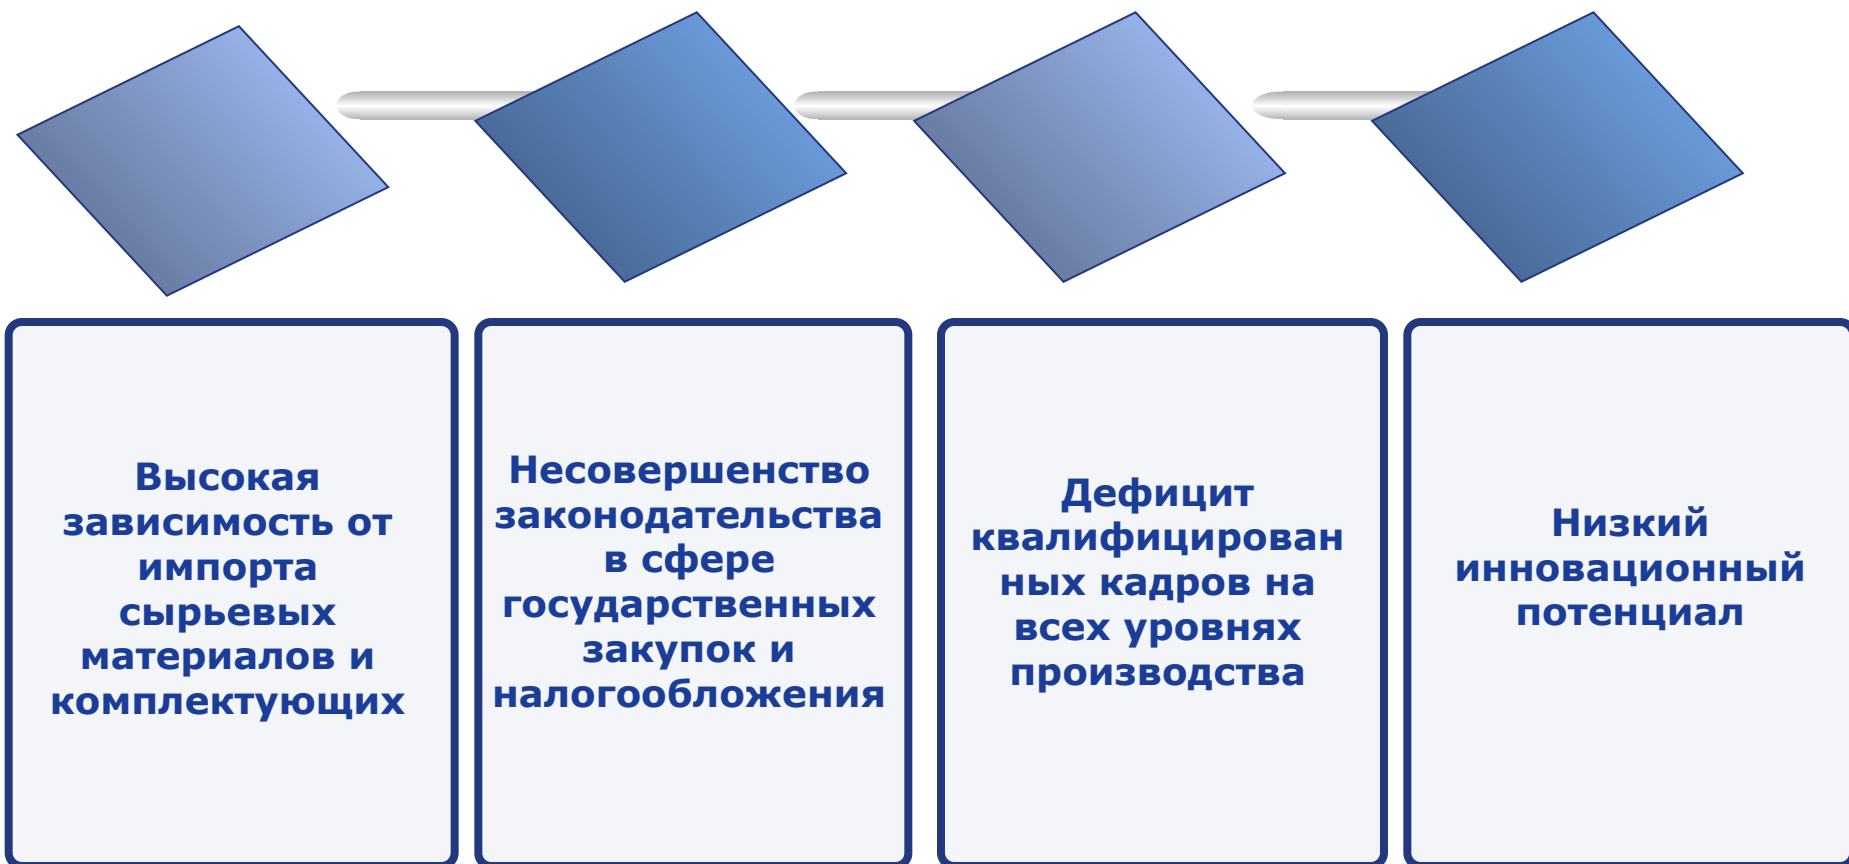 Высокая
зависимость от
импорта
сырьевых
материалов и
комплектующих
Несовершенство
законодательства
в сфере
государственных
закупок и
налогообложения
Дефицит
квалифицирован
ных кадров на
всех уровнях
производства
Низкий
инновационный
потенциал